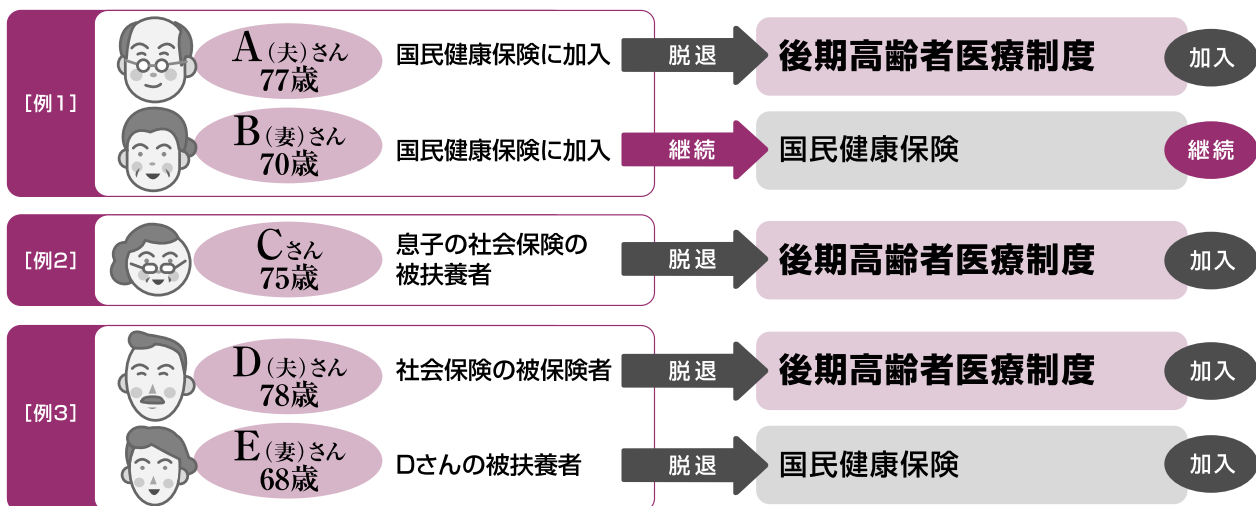 [例1]
A(夫)さん
77歳
国民健康保険に加入
脱退
後期高齢者医療制度
加入
B(妻)さん
70歳
国民健康保険に加入
継続
国民健康保険
継続
[例2]
Cさん
75歳
息子の社会保険の
被扶養者
脱退
後期高齢者医療制度
加入
[例3]
D(夫)さん
78歳
社会保険の被保険者
脱退
後期高齢者医療制度
加入
E(妻)さん
68歳
Dさんの被扶養者
脱退
国民健康保険
加入